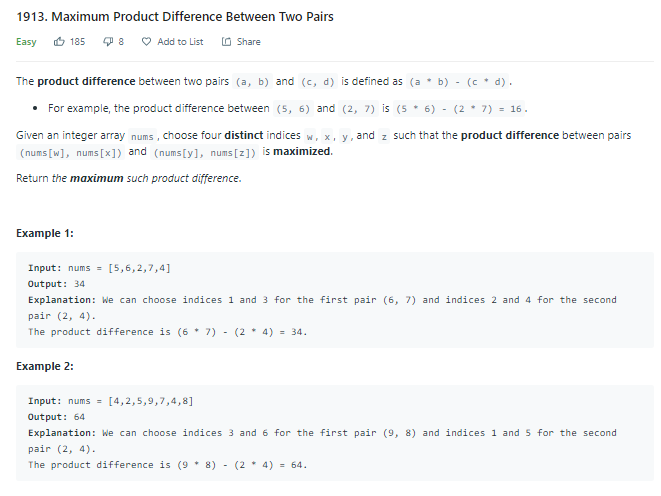 1913. Maximum Product Difference Between Two Pairs
Easy 185 8 Add to List Share
The product difference between two pairs (a, b) and (c, d) is defined as (a * b) - (c * d).
• For example, the product difference between (5, 6) and (2, 7) is (5 * 6) - (2 * 7) = 16.
Given an integer array nums, choose four distinct indices w, x, y, and z such that the product difference between pairs
(nums[w], nums[x]) and (nums[y], nums[z]) is maximized.
Return the maximum such product difference.
Example 1:
Input: nums = [5,6,2,7,4]
Output: 34
Explanation: We can choose indices 1 and 3 for the first pair (6, 7) and indices 2 and 4 for the second
pair (2, 4).
The product difference is (6 * 7) - (2 * 4) = 34.
Example 2:
Input: nums = [4,2,5,9,7,4,8]
Output: 64
Explanation: We can choose indices 3 and 6 for the first pair (9, 8) and indices 1 and 5 for the second
pair (2, 4).
The product difference is (9 * 8) - (2 * 4) = 64.